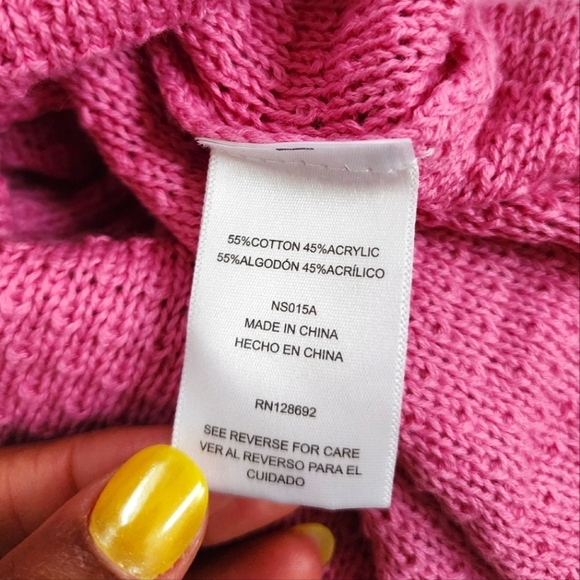 55%COTTON 45%ACRYLIC
55%ALGODÓN 45%ACRÍLICO
NS015A
MADE IN CHINA
HECHO EN CHINA
RN128692
SEE REVERSE FOR CARE
VER AL REVERSO PARA EL
CUIDADO